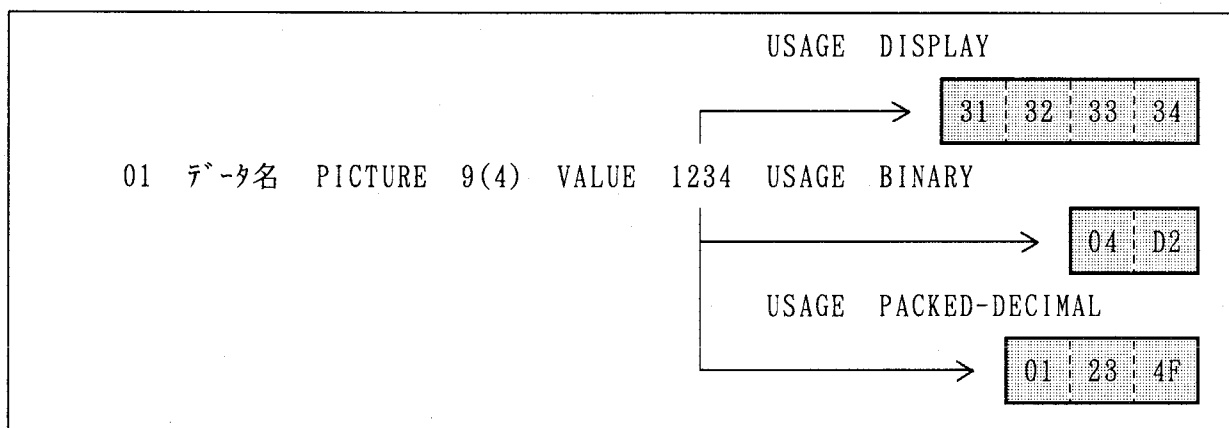 USAGE DISPLAY
31 32 33 34
01 ﾃﾞｰﾀ名 PICTURE 9(4) VALUE 1234 USAGE BINARY
04 D2
USAGE PACKED-DECIMAL
01 23 4F